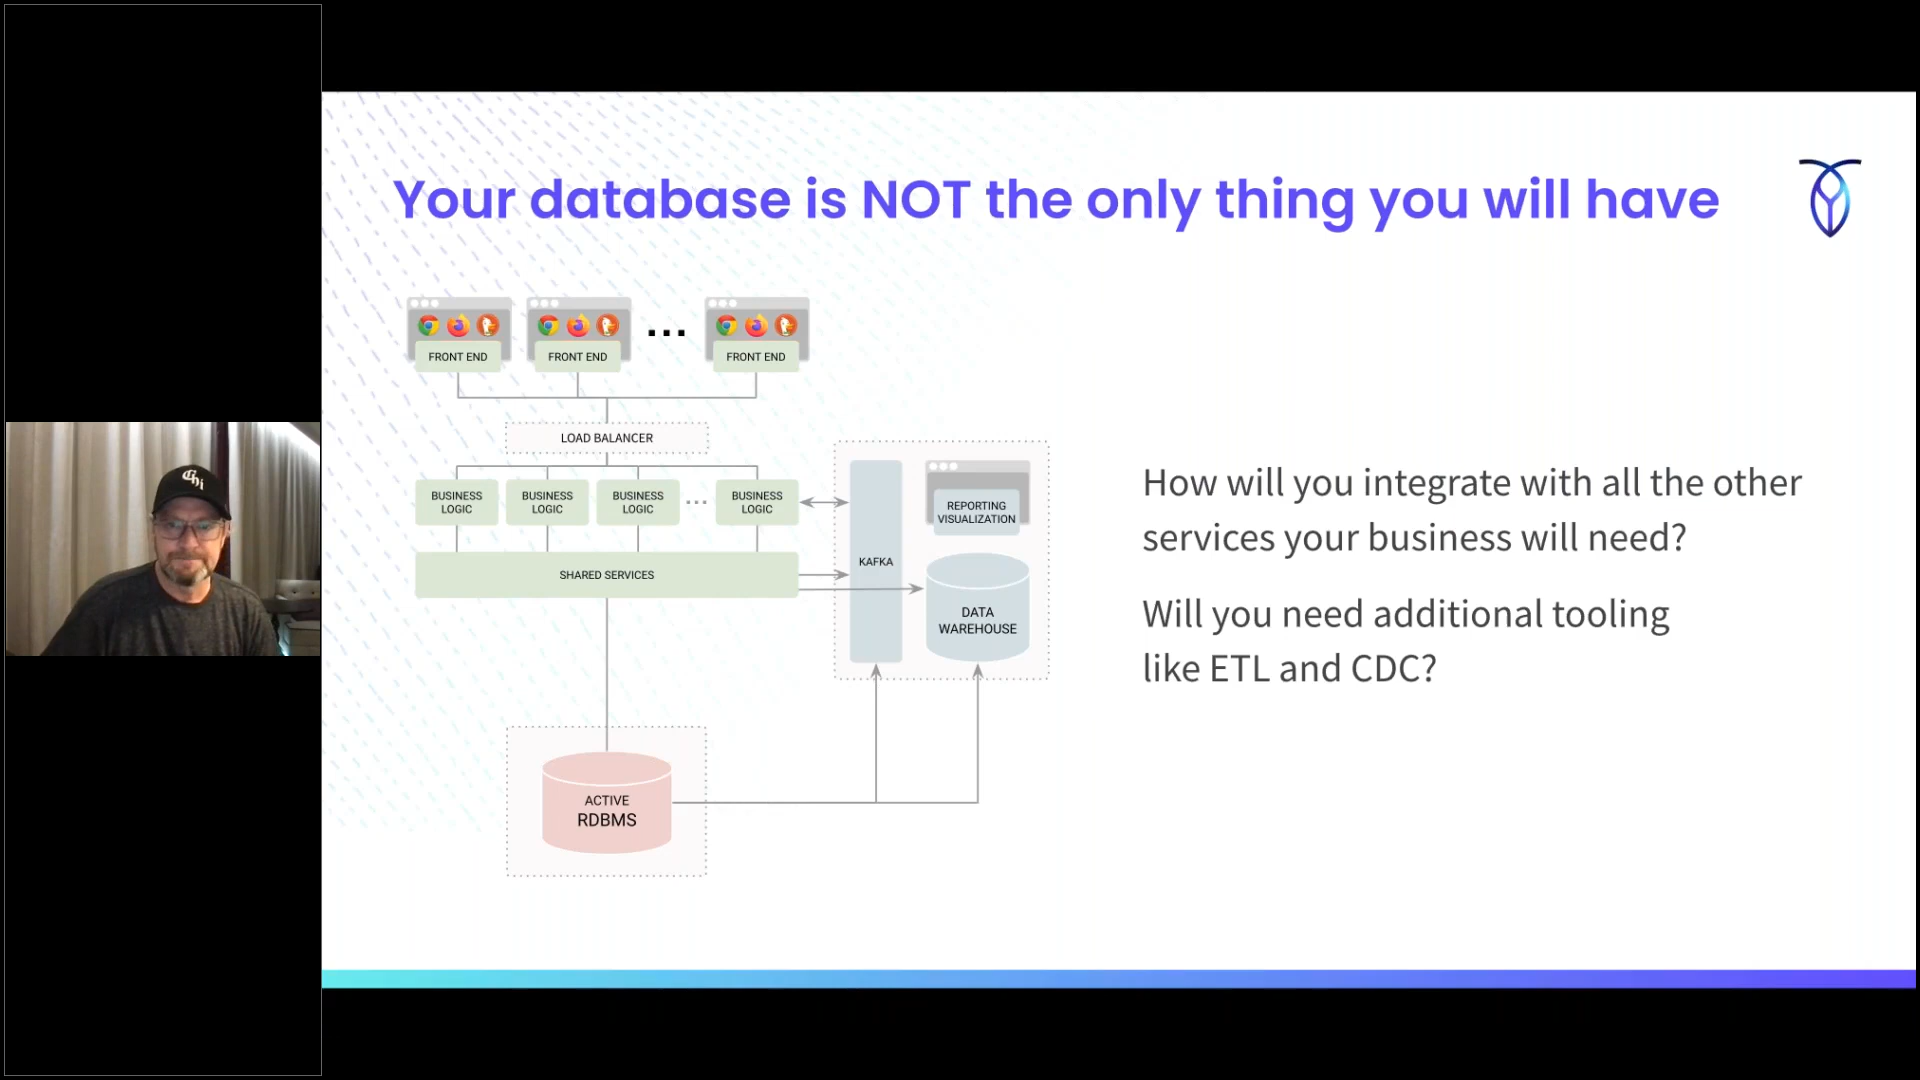 Your database is NOT the only thing you will have
FRONT END
FRONT END
...
FRONT END
LOAD BALANCER
BUSINESS
LOGIC
BUSINESS
LOGIC
BUSINESS
LOGIC
...
BUSINESS
LOGIC
SHARED SERVICES
KAFKA
REPORTING
VISUALIZATION
DATA
WAREHOUSE
ACTIVE
RDBMS
How will you integrate with all the other
services your business will need?
Will you need additional tooling
like ETL and CDC?